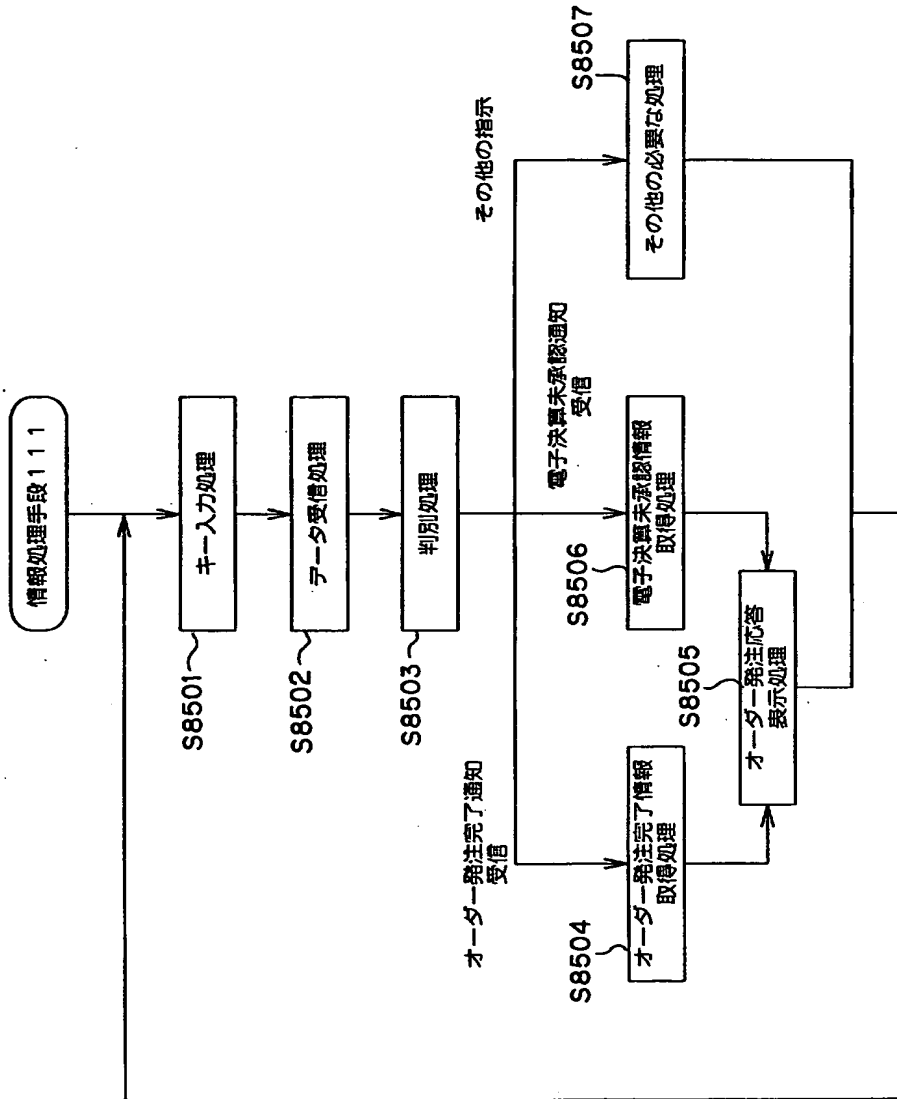 情報処理手段111
S8501
キー入力処理
S8502
データ受信処理
S8503
判別処理
オーダー発注完了通知
受信
電子決算未承認通知
受信
その他の指示
S8504
オーダー発注完了情報
取得処理
S8506
電子決算未承認情報
取得処理
S8507
その他の必要な処理
S8505
オーダー発注応答
表示処理